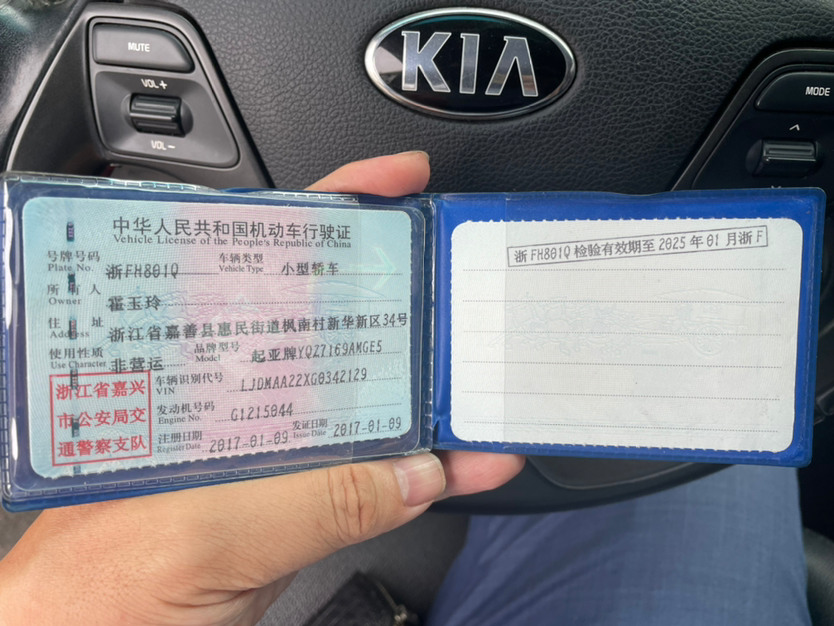 MUTE
VOL +
VOL −
KIA
MODE
中华人民共和国机动车行驶证
Vehicle License of the People's Republic of China
号牌号码 Plate No. 浙FH801Q 车辆类型 Vehicle Type 小型轿车
所有人 Owner 霍玉玲
住址 Address 浙江省嘉善县惠民街道枫南村新华新区34号
使用性质 Use Character 非营运 品牌型号 Model 起亚牌YQZ7169AMGE5
浙江省嘉兴
市公安局交
通警察支队
车辆识别代号 VIN LJDMAA22XG0342129
发动机号码 Engine No. G1215044
注册日期 Register Date 2017-01-09 发证日期 Issue Date 2017-01-09
浙FH801Q检验有效期至2025年01月浙F